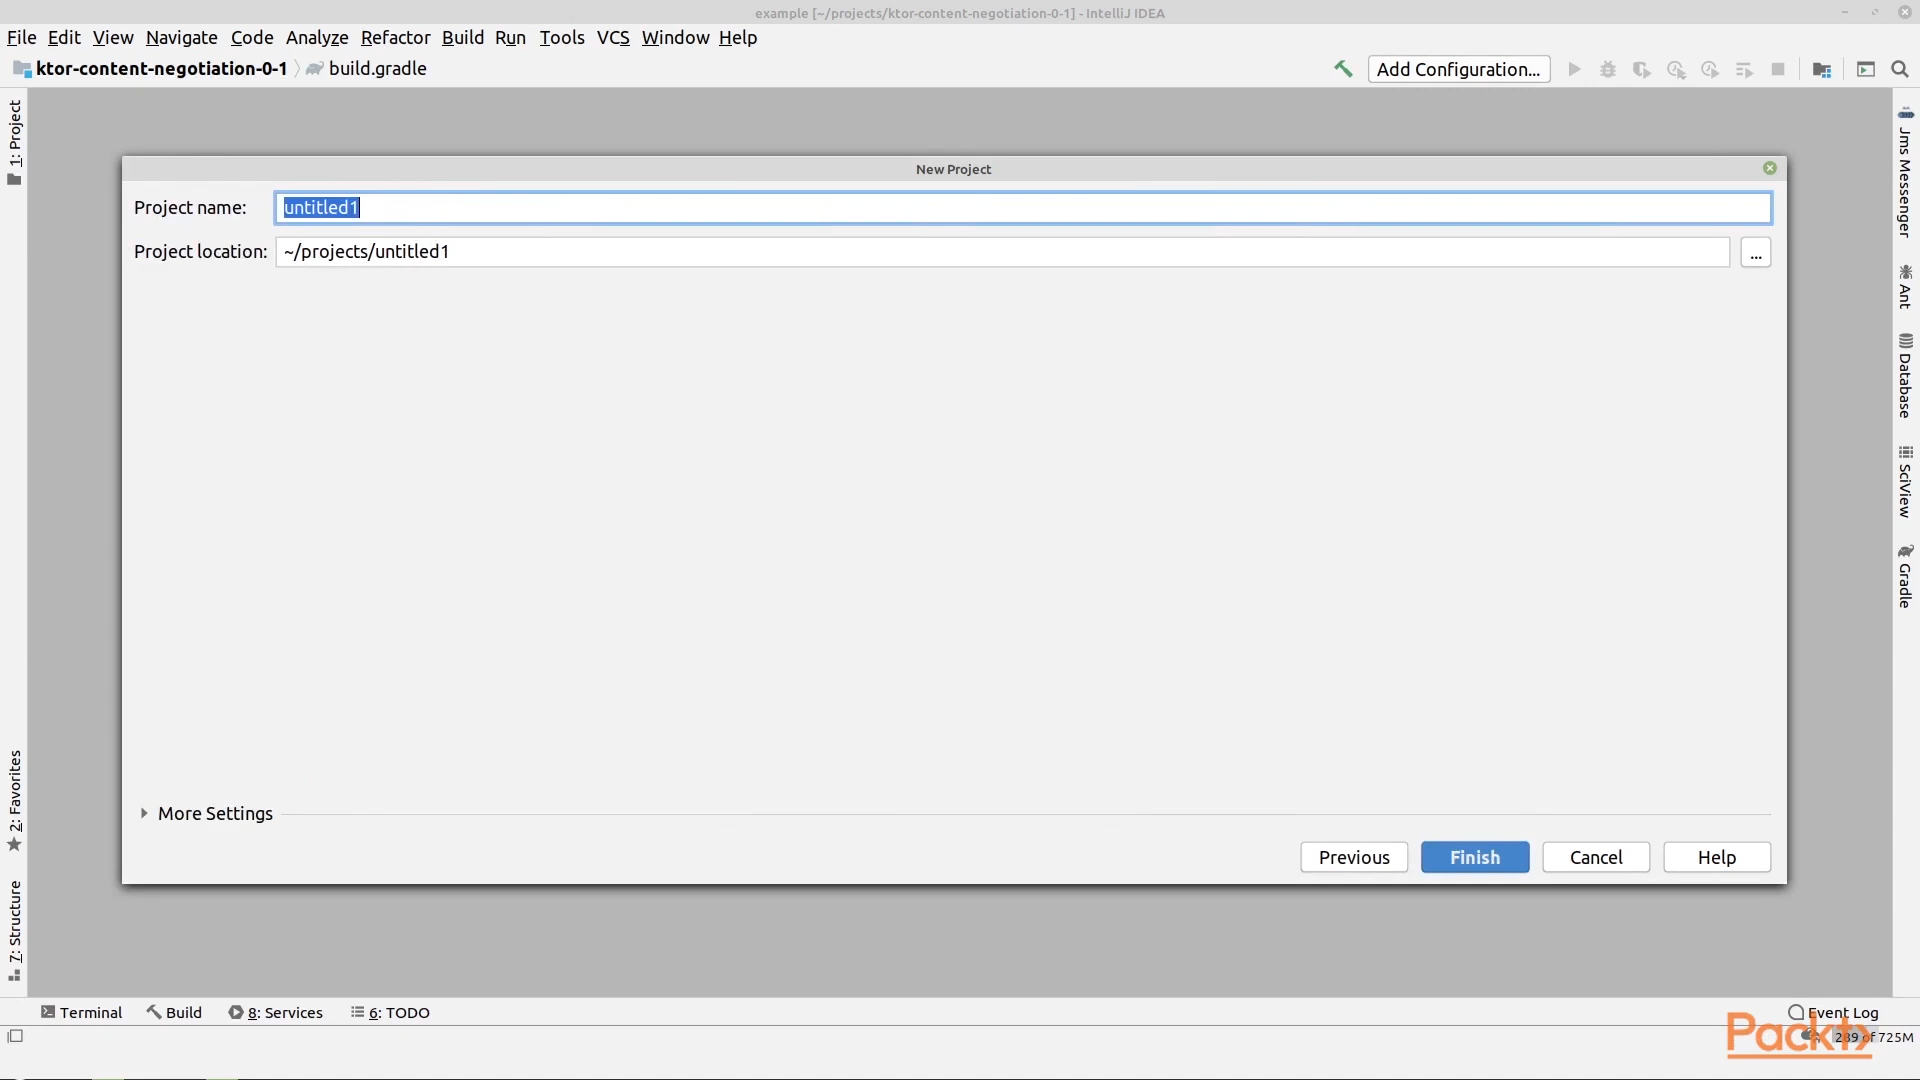 example [~/projects/ktor-content-negotiation-0-1] - IntelliJ IDEA
File Edit View Navigate Code Analyze Refactor Build Run Tools VCS Window Help
ktor-content-negotiation-0-1 build.gradle Add Configuration...
1: Project
New Project
Project name: untitled1
Project location: ~/projects/untitled1 ...
Jms Messenger
Ant
Database
SciView
Gradle
2: Favorites
7: Structure
More Settings
Previous Finish Cancel Help
Terminal Build 8: Services 6: TODO Event Log
Packt
289 of 725M